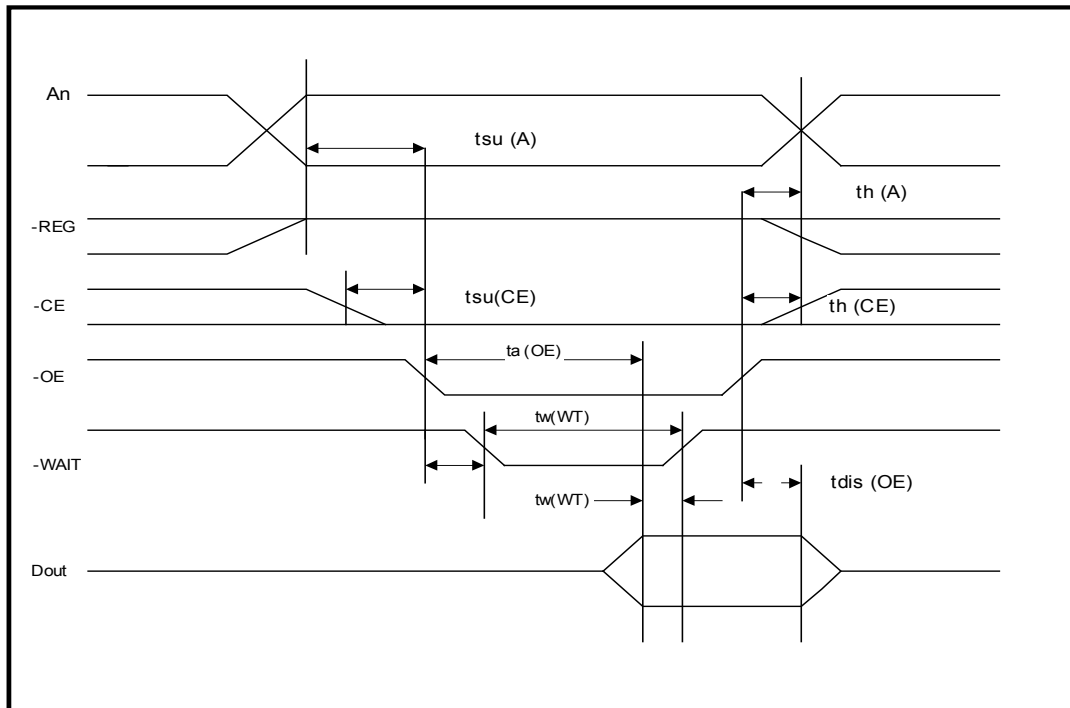 An
tsu (A)
th (A)
-REG
-CE
tsu(CE)
th (CE)
ta (OE)
-OE
tw(WT)
-WAIT
tdis (OE)
tw(WT)
Dout